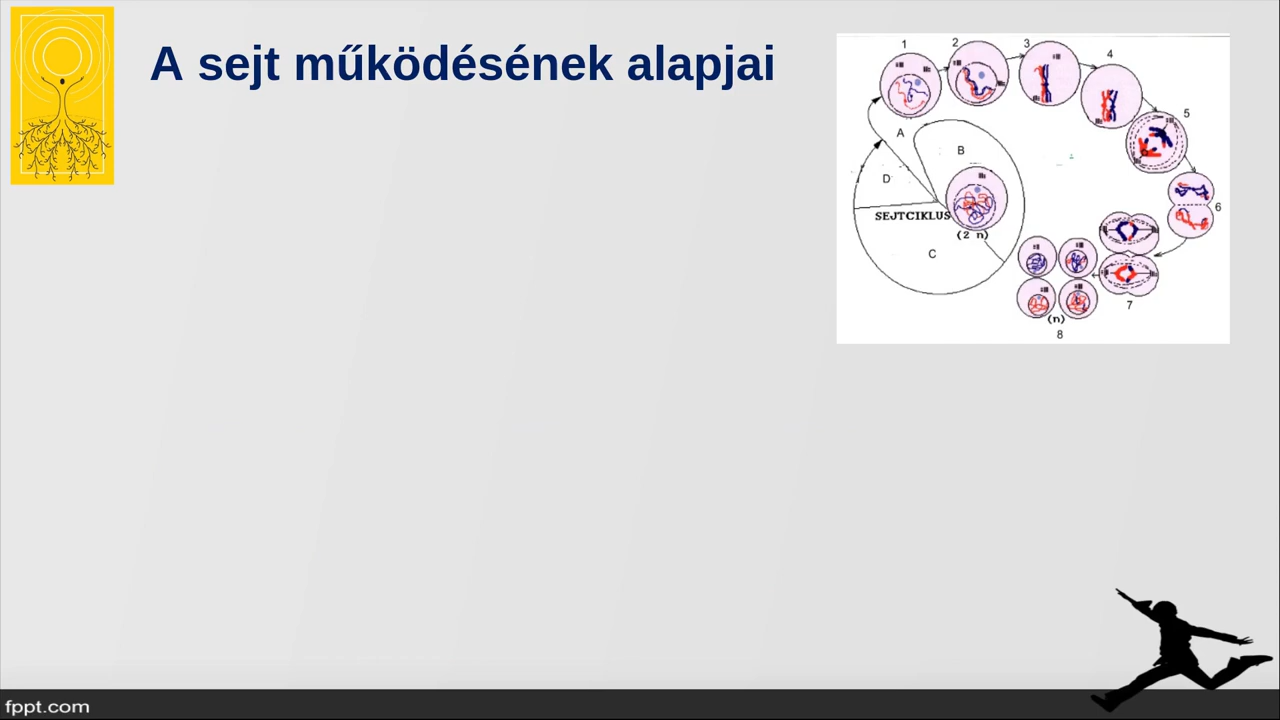 A sejt működésének alapjai
1
2
3
4
5
A
B
D
6
SEJTCIKLUS
(2 n)
C
7
(n)
8
fppt.com